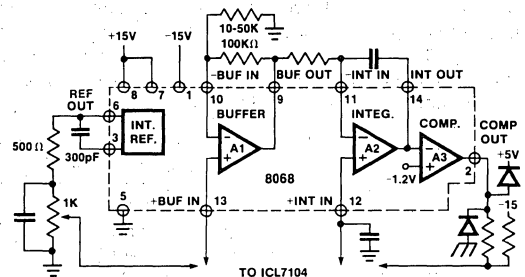 10-50K
+15V
-15V
100KΩ
-BUF IN
BUF OUT
-INT IN
INT OUT
8
7
1
10
9
11
14
REF OUT
6
BUFFER
INTEG.
COMP.
COMP OUT
INT. REF.
3
500Ω
300pF
A1
A2
A3
2
+5V
-1.2V
8068
-15
5
+BUF IN
13
+INT IN
12
1K
TO ICL7104